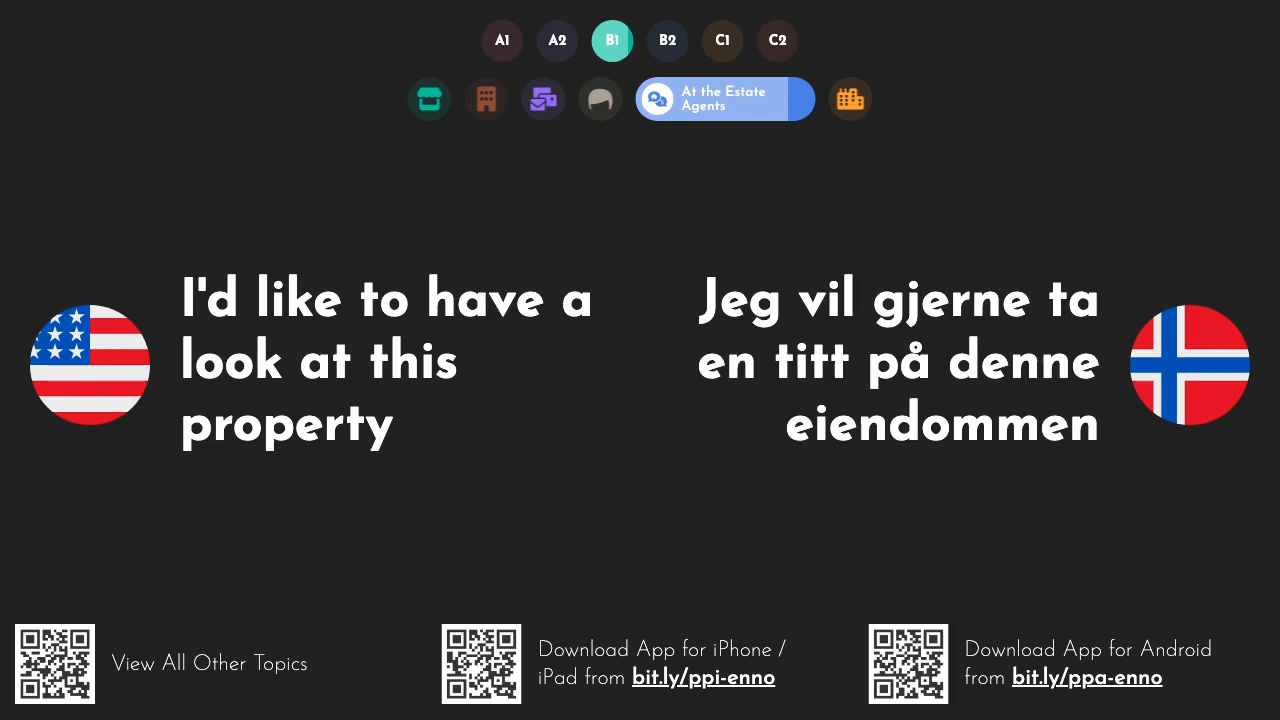 A1 A2 B1 B2 C1 C2
At the Estate
Agents
I'd like to have a
look at this
property
Jeg vil gjerne ta
en titt på denne
eiendommen
View All Other Topics
Download App for iPhone /
iPad from bit.ly/ppi-enno
Download App for Android
from bit.ly/ppa-enno